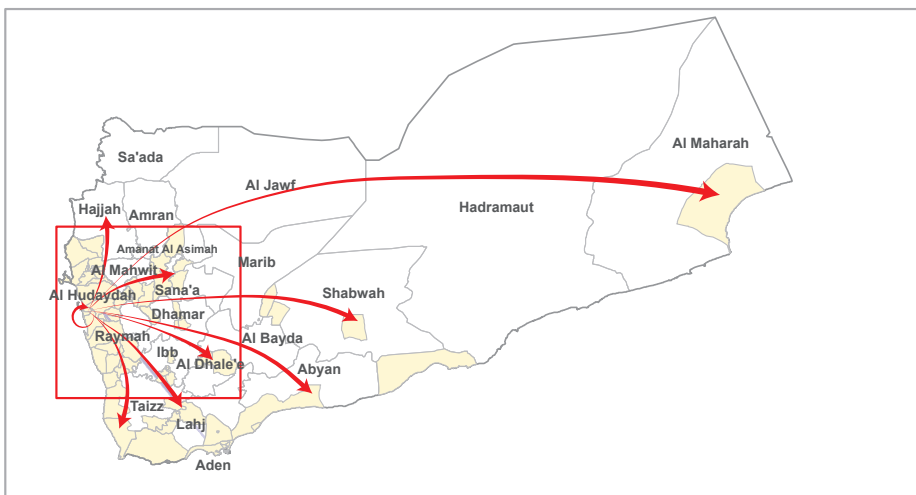 Al Maharah
Sa'ada
Al Jawf
Hadramaut
Hajjah
Amran
Amanat Al Asimah
Marib
Al Mahwit
Sana'a
Shabwah
Al Hudaydah
Dhamar
Raymah
Al Bayda
Ibb
Al Dhale'e
Abyan
Taizz
Lahj
Aden